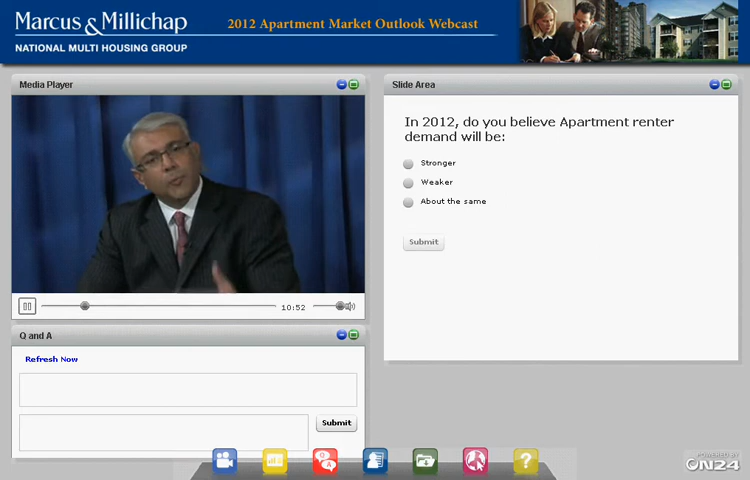 Marcus & Millichap
NATIONAL MULTI HOUSING GROUP
2012 Apartment Market Outlook Webcast
Media Player
10:52
Q and A
Refresh Now
Submit
Slide Area
In 2012, do you believe Apartment renter
demand will be:
Stronger
Weaker
About the same
Submit
Q
A
?
POWERED BY
ON24